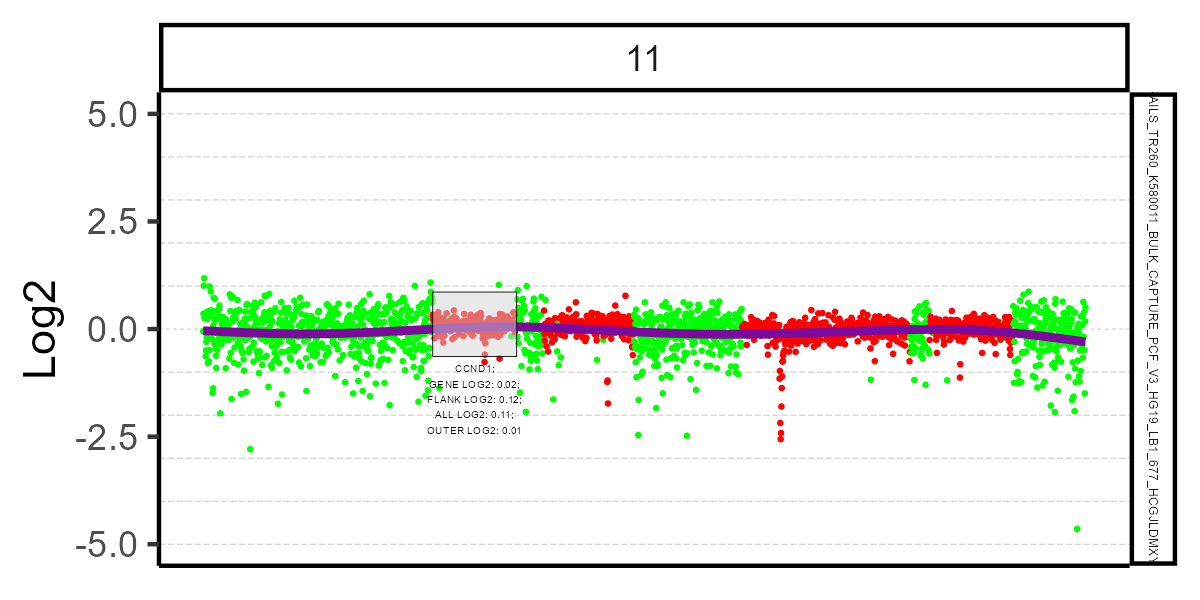 11
5.0
2.5
0.0
-2.5
-5.0
Log2
CCND1;
GENE LOG2: 0.02;
FLANK LOG2: 0.12;
ALL LOG2: 0.11;
OUTER LOG2: 0.01
AILS_TR260_K580011_BULK_CAPTURE_PCF_V3_HG19_LB1_677_HCGJLDMXY